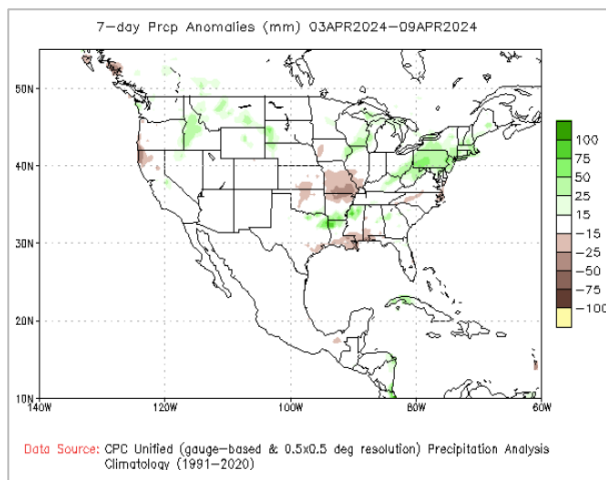 7-day Prcp Anomalies (mm) 03APR2024-09APR2024
50N
40N
30N
20N
10N
140W 120W 100W 80W 60W
100
75
50
25
15
-15
-25
-50
-75
-100
Data Source: CPC Unified (gauge-based & 0.5x0.5 deg resolution) Precipitation Analysis
Climatology (1991-2020)